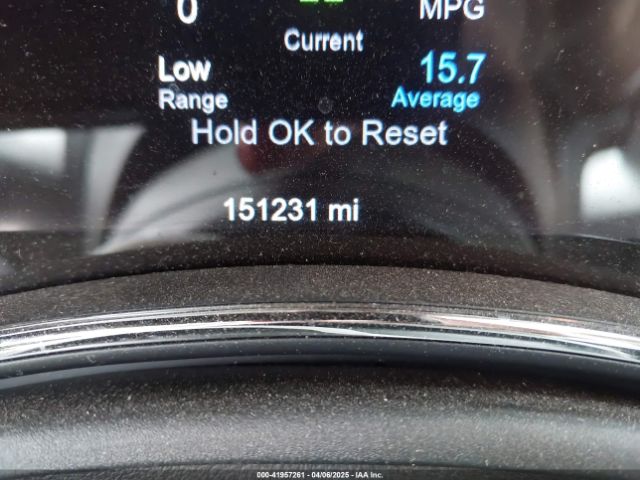 0 MPG
Current
Low 15.7
Range Average
Hold OK to Reset
151231 mi
000-41957261 | 04/06/2025 | IAA Inc.